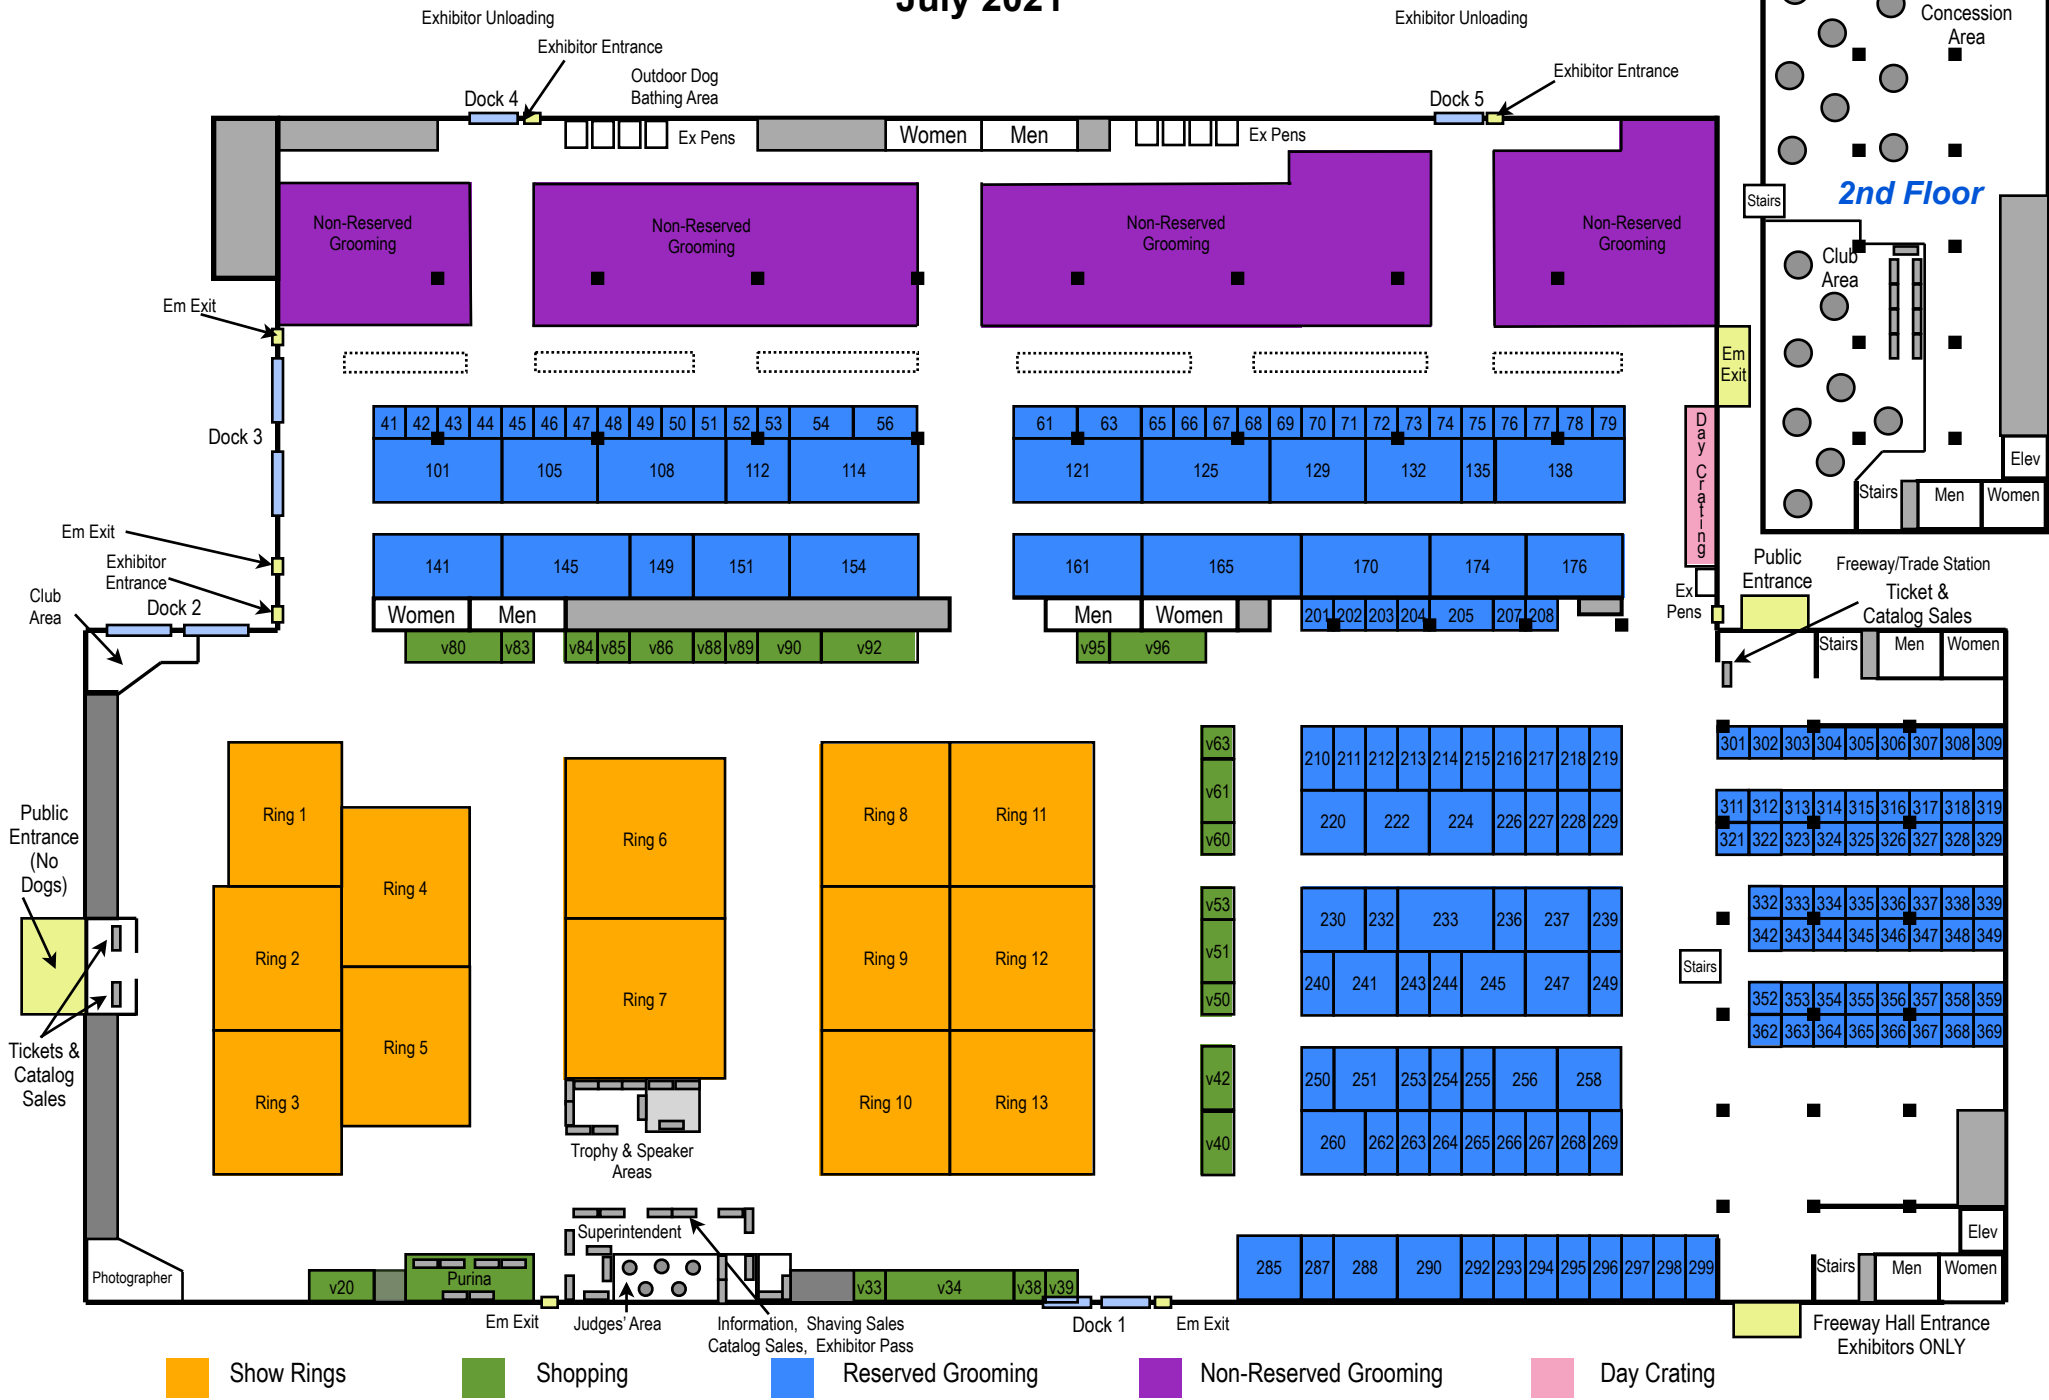 July 2021
Exhibitor Unloading
Exhibitor Unloading
Concession
Area
Exhibitor Entrance
Outdoor Dog
Bathing Area
Exhibitor Entrance
Dock 4
Dock 5
Ex Pens
Women
Men
Ex Pens
Stairs
2nd Floor
Non-Reserved
Grooming
Non-Reserved
Grooming
Non-Reserved
Grooming
Non-Reserved
Grooming
Club
Area
Em Exit
Em
Exit
Dock 3
41 42 43 44 45 46 47 48 49 50 51 52 53 54 56
61 63 65 66 67 68 69 70 71 72 73 74 75 76 77 78 79
101 105 108 112 114
121 125 129 132 135 138
Day Crating
Elev
Stairs
Men
Women
Em Exit
Exhibitor
Entrance
Club
Area
Dock 2
141 145 149 151 154
161 165 170 174 176
Women
Men
Men
Women
201 202 203 204 205 207 208
Ex
Pens
Public
Entrance
Freeway/Trade Station
Ticket &
Catalog Sales
v80 v83 v84 v85 v86 v88 v89 v90 v92
v95 v96
Stairs
Men
Women
v63
v61
v60
210 211 212 213 214 215 216 217 218 219
220 222 224 226 227 228 229
301 302 303 304 305 306 307 308 309
311 312 313 314 315 316 317 318 319
321 322 323 324 325 326 327 328 329
Ring 1
Ring 4
Ring 6
Ring 8
Ring 11
Public
Entrance
(No
Dogs)
Ring 2
Ring 7
Ring 9
Ring 12
v53
v51
v50
230 232 233 236 237 239
240 241 243 244 245 247 249
332 333 334 335 336 337 338 339
342 343 344 345 346 347 348 349
Stairs
352 353 354 355 356 357 358 359
362 363 364 365 366 367 368 369
Tickets &
Catalog
Sales
Ring 5
Ring 3
Ring 10
Ring 13
v42
v40
250 251 253 254 255 256 258
260 262 263 264 265 266 267 268 269
Trophy & Speaker
Areas
Superintendent
Photographer
v20
Purina
v33 v34 v38 v39
285 287 288 290 292 293 294 295 296 297 298 299
Elev
Stairs
Men
Women
Em Exit
Judges' Area
Information, Shaving Sales
Catalog Sales, Exhibitor Pass
Dock 1
Em Exit
Freeway Hall Entrance
Exhibitors ONLY
Show Rings
Shopping
Reserved Grooming
Non-Reserved Grooming
Day Crating